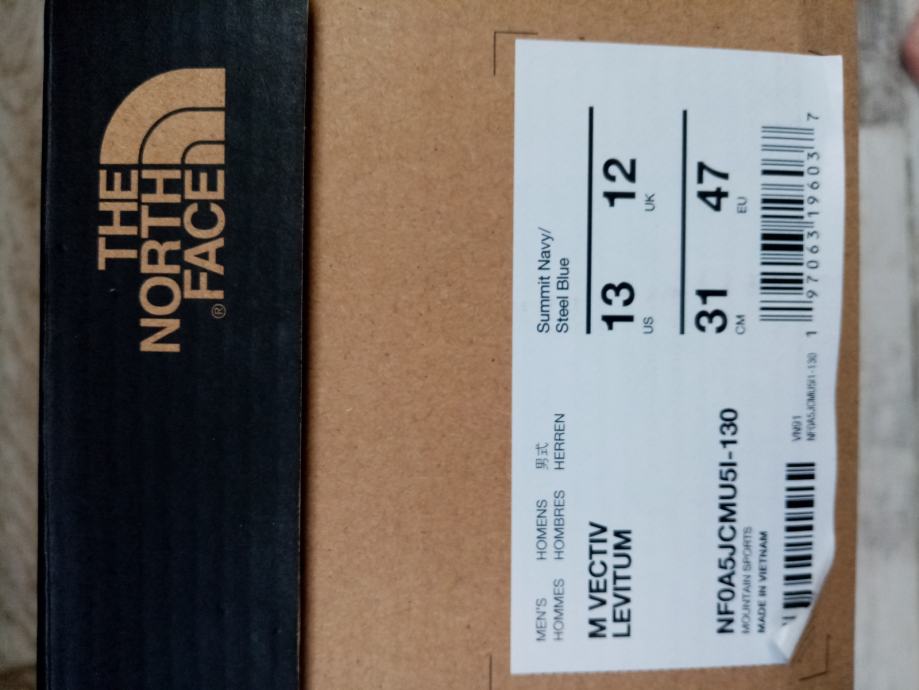 THE
NORTH
FACE
®
MEN'S HOMENS 男式
HOMMES HOMBRES HERREN
Summit Navy/
Steel Blue
M VECTIV
LEVITUM
13 12
US UK
31 47
CM EU
NF0A5JCMU5I-130
MOUNTAIN SPORTS
MADE IN VIETNAM
VN91
NF0A5JCMU5I1-130
1 97063 19603 7